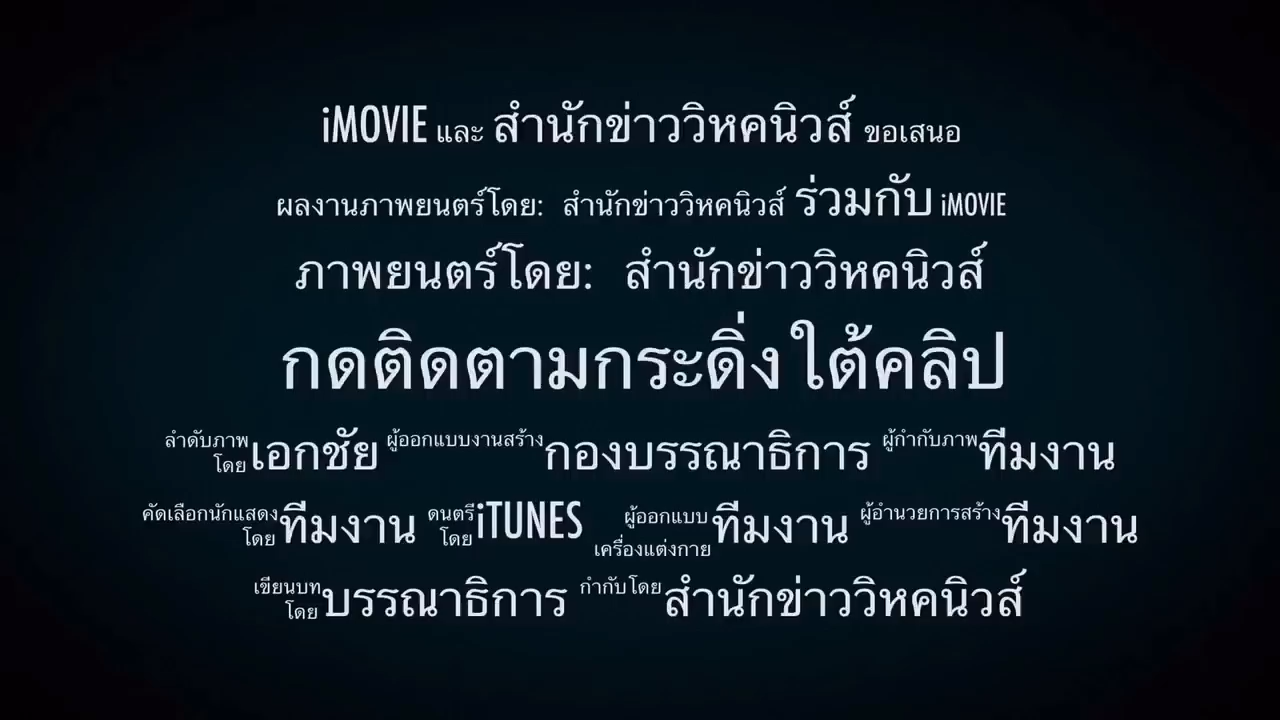 iMOVIE และ สำนักข่าววิหคนิวส์ ขอเสนอ
ผลงานภาพยนตร์โดย: สำนักข่าววิหคนิวส์ ร่วมกับ iMOVIE
ภาพยนตร์โดย: สำนักข่าววิหคนิวส์
กดติดตามกระดิ่ง ใต้คลิป
ลำดับภาพโดย เอกชัย ผู้ออกแบบงานสร้าง กองบรรณาธิการ ผู้กำกับภาพ ทีมงาน
คัดเลือกนักแสดงโดย ทีมงาน ดนตรีโดย iTUNES ผู้ออกแบบเครื่องแต่งกาย ทีมงาน ผู้อำนวยการสร้าง ทีมงาน
เขียนบทโดย บรรณาธิการ กำกับโดย สำนักข่าววิหคนิวส์